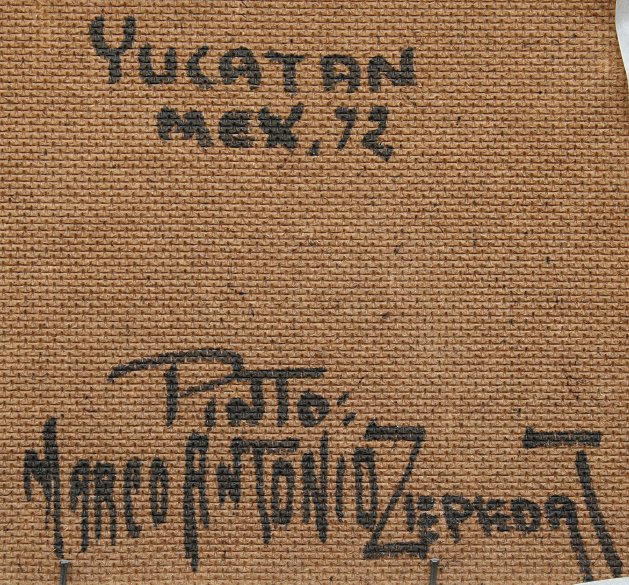 YUCATAN
MEX. 72
PINTO:
MARCO ANTONIO ZEPEDA T